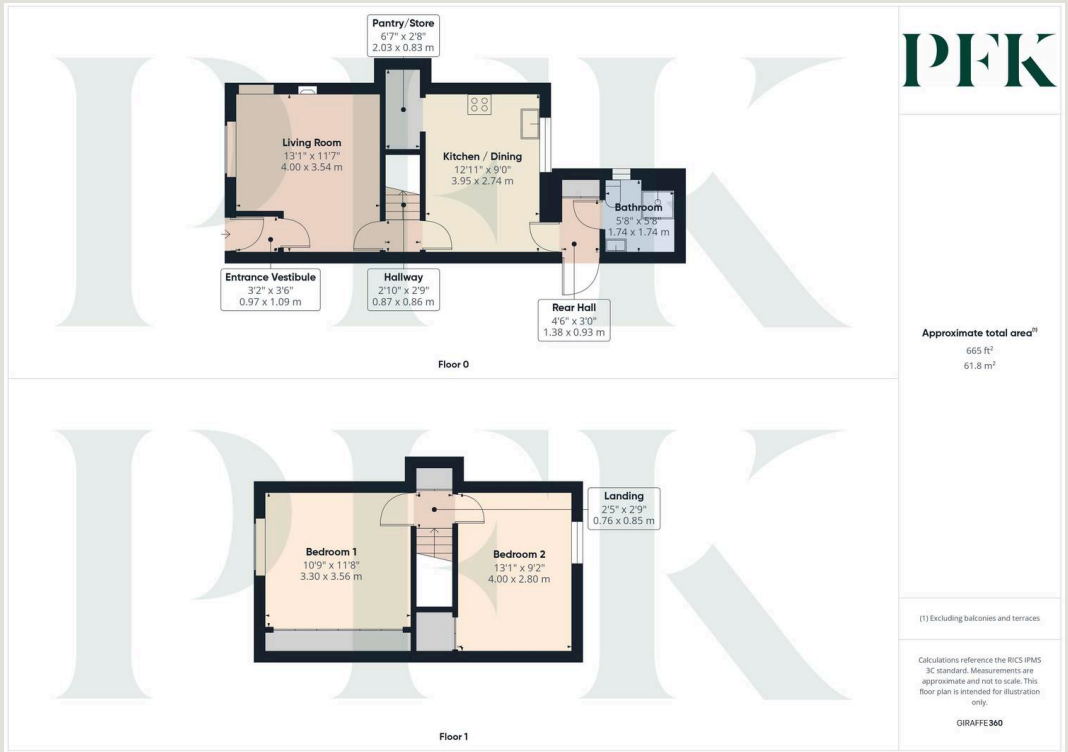 Pantry/Store
6'7" x 2'8"
2.03 x 0.83 m
Living Room
13'1" x 11'7"
4.00 x 3.54 m
Kitchen / Dining
12'11" x 9'0"
3.95 x 2.74 m
Bathroom
5'8" x 5'8"
1.74 x 1.74 m
Entrance Vestibule
3'2" x 3'6"
0.97 x 1.09 m
Hallway
2'10" x 2'9"
0.87 x 0.86 m
Rear Hall
4'6" x 3'0"
1.38 x 0.93 m
Floor 0
PFK
Landing
2'5" x 2'9"
0.76 x 0.85 m
Bedroom 1
10'9" x 11'8"
3.30 x 3.56 m
Bedroom 2
13'1" x 9'2"
4.00 x 2.80 m
Floor 1
PFK
PFK
Approximate total area(1)
665 ft²
61.8 m²
(1) Excluding balconies and terraces
Calculations reference the RICS IPMS
3C standard. Measurements are
approximate and not to scale. This
floor plan is intended for illustration
only.
GIRAFFE360